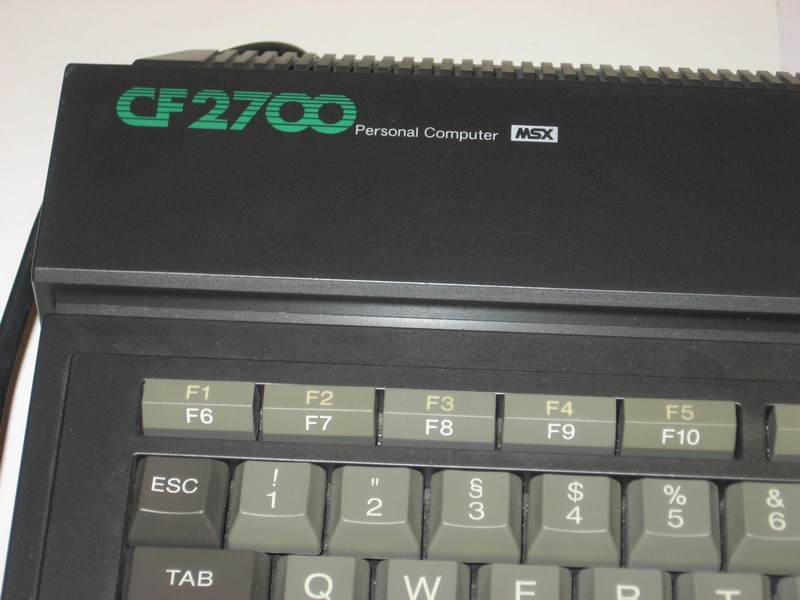 CF2700 Personal Computer MSX
F1 F2 F3 F4 F5
F6 F7 F8 F9 F10
ESC ! " § $ % &
1 2 3 4 5 6
TAB Q W E R T